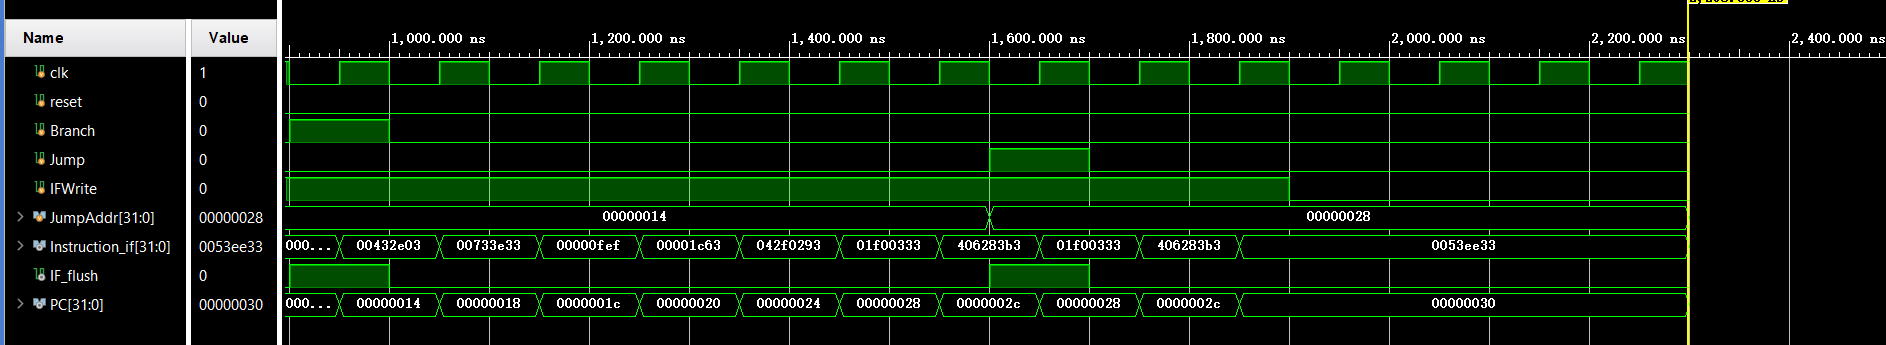 Name Value
1,000.000 ns 1,200.000 ns 1,400.000 ns 1,600.000 ns 1,800.000 ns 2,000.000 ns 2,200.000 ns 2,400.000 ns
clk 1
reset 0
Branch 0
Jump 0
IFWrite 0
JumpAddr[31:0] 00000028 00000014 00000028
Instruction_if[31:0] 0053ee33 000... 00432e03 00733e33 00000fef 00001c63 042f0293 01f00333 406283b3 01f00333 406283b3 0053ee33
IF_flush 0
PC[31:0] 00000030 000... 00000014 00000018 0000001c 00000020 00000024 00000028 0000002c 00000028 0000002c 00000030